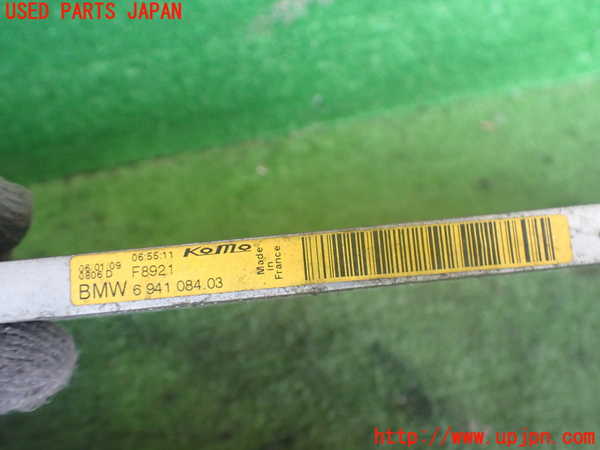 USED PARTS JAPAN
06:55:11
06.01/09
0806 D
F8921
KOMO
Made
in
France
BMW 6 941 084.03
http://www.upjpn.com/